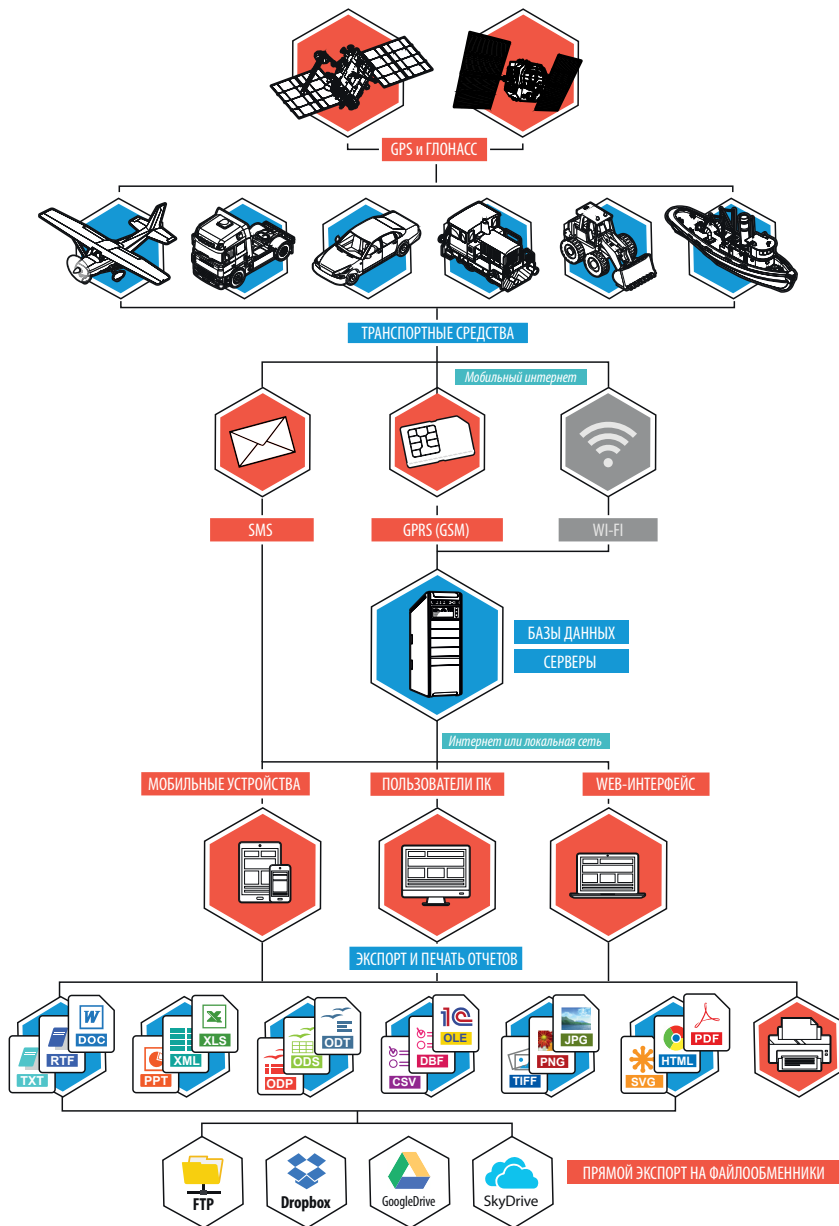 GPS и ГЛОНАСС
ТРАНСПОРТНЫЕ СРЕДСТВА
Мобильный интернет
SMS
GPRS (GSM)
WI-FI
БАЗЫ ДАННЫХ
СЕРВЕРЫ
Интернет или локальная сеть
МОБИЛЬНЫЕ УСТРОЙСТВА
ПОЛЬЗОВАТЕЛИ ПК
WEB-ИНТЕРФЕЙС
ЭКСПОРТ И ПЕЧАТЬ ОТЧЕТОВ
W
DOC
RTF
TXT
X
XLS
XML
PPT
ODT
ODS
ODP
1C
OLE
DBF
CSV
JPG
PNG
TIFF
PDF
HTML
SVG
FTP
Dropbox
GoogleDrive
SkyDrive
ПРЯМОЙ ЭКСПОРТ НА ФАЙЛООБМЕННИКИ